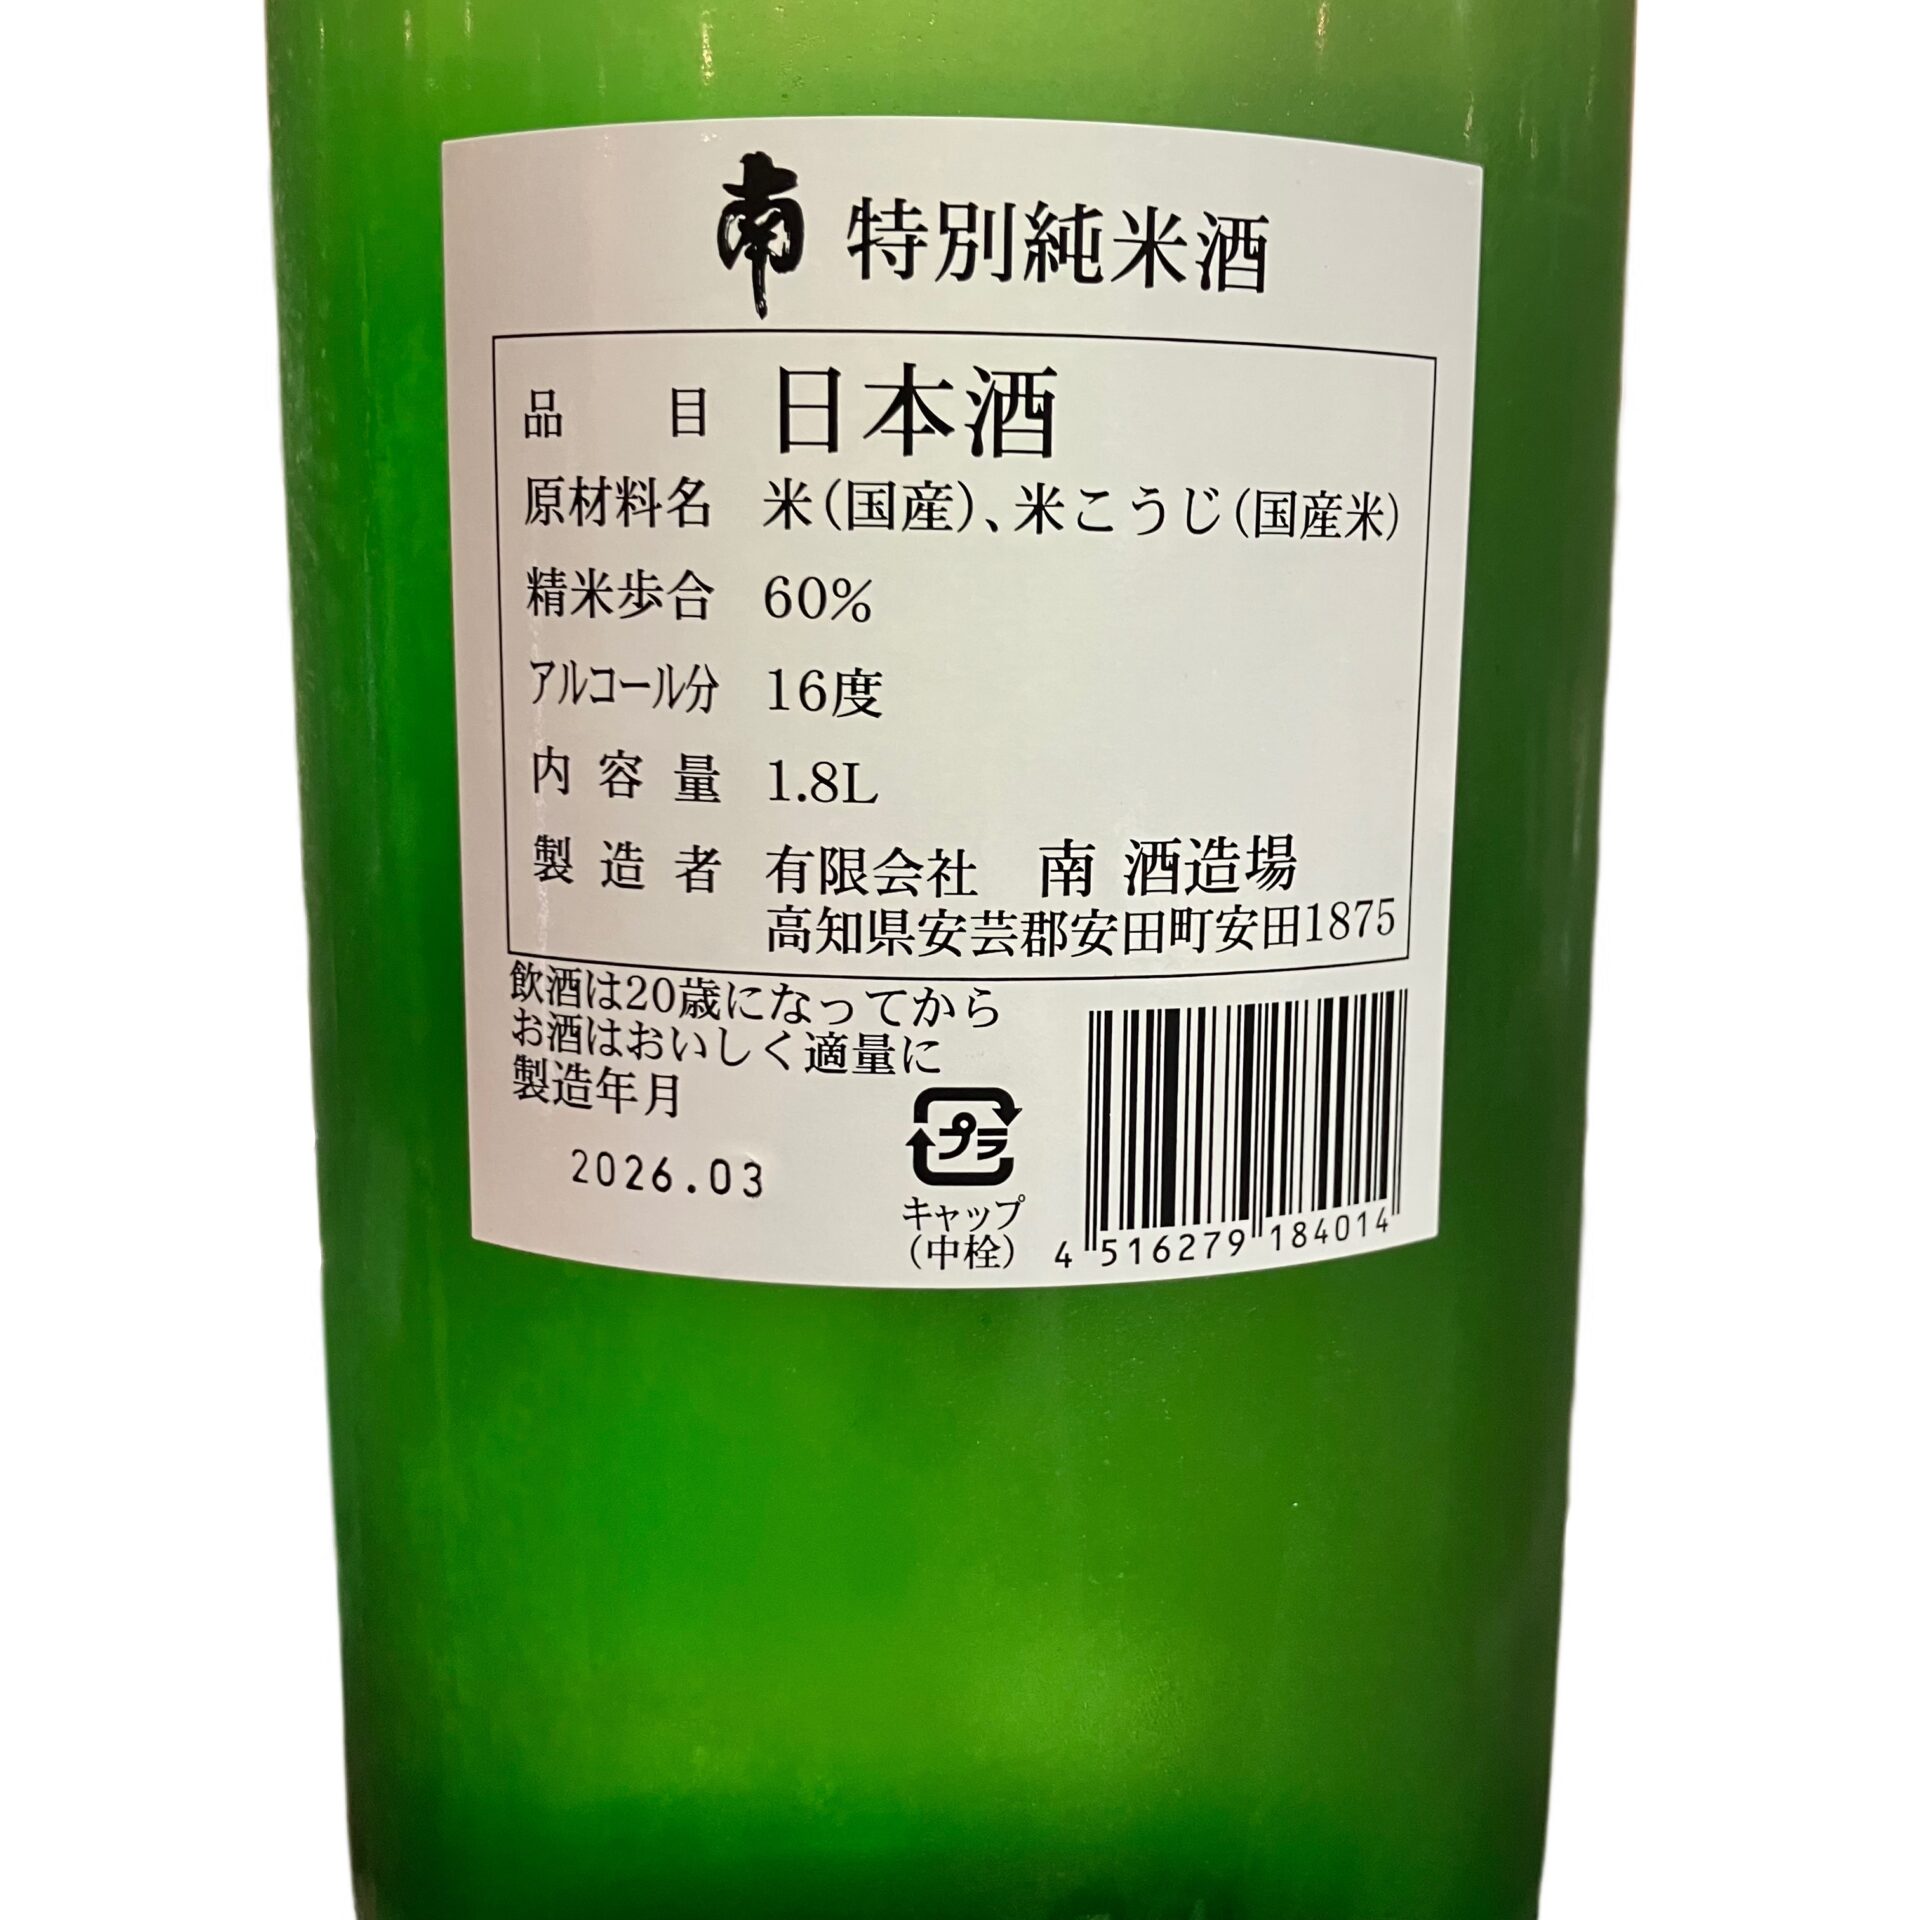 南 特別純米酒
品目 日本酒
原材料名 米(国産)、米こうじ(国産米)
精米歩合 60%
アルコール分 16度
内容量 1.8L
製造者 有限会社 南 酒造場
高知県安芸郡安田町安田1875
飲酒は20歳になってから
お酒はおいしく適量に
製造年月
2026.03
プラ
キャップ
(中栓)
4 516279 184014